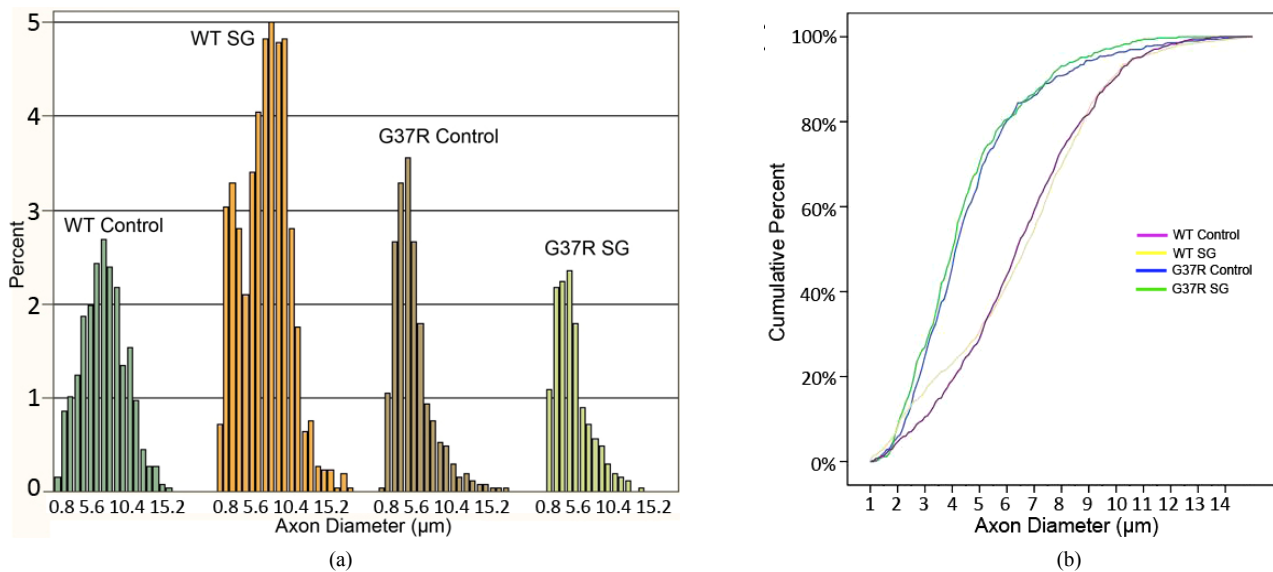 5
4
3
2
1
0
Percent
WT SG
G37R Control
WT Control
G37R SG
0.8 5.6 10.4 15.2 0.8 5.6 10.4 15.2 0.8 5.6 10.4 15.2 0.8 5.6 10.4 15.2
Axon Diameter (µm)
(a)
100%
80%
60%
40%
20%
0%
Cumulative Percent
WT Control
WT SG
G37R Control
G37R SG
1 2 3 4 5 6 7 8 9 10 11 12 13 14
Axon Diameter (µm)
(b)